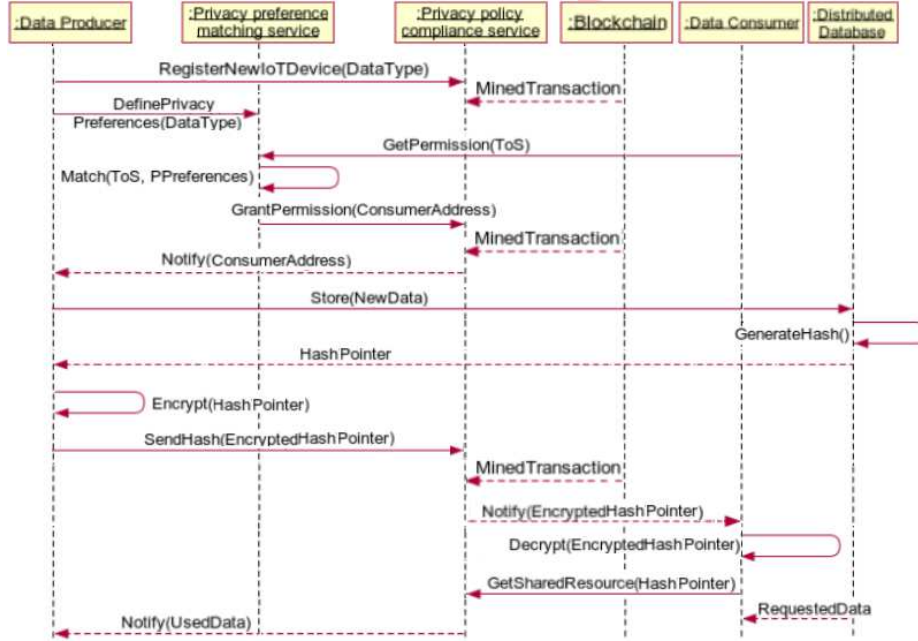 :Data Producer
:Privacy preference
matching service
:Privacy policy
compliance service
:Blockchain
:Data Consumer
:Distributed
Database
RegisterNewIoTDevice(DataType)
MinedTransaction
DefinePrivacy
Preferences(DataType)
GetPermission(ToS)
Match(ToS, PPreferences)
GrantPermission(ConsumerAddress)
MinedTransaction
Notify(ConsumerAddress)
Store(NewData)
GenerateHash()
HashPointer
Encrypt(HashPointer)
SendHash(EncryptedHashPointer)
MinedTransaction
Notify(EncryptedHashPointer)
Decrypt(EncryptedHashPointer)
GetSharedResource(HashPointer)
RequestedData
Notify(UsedData)